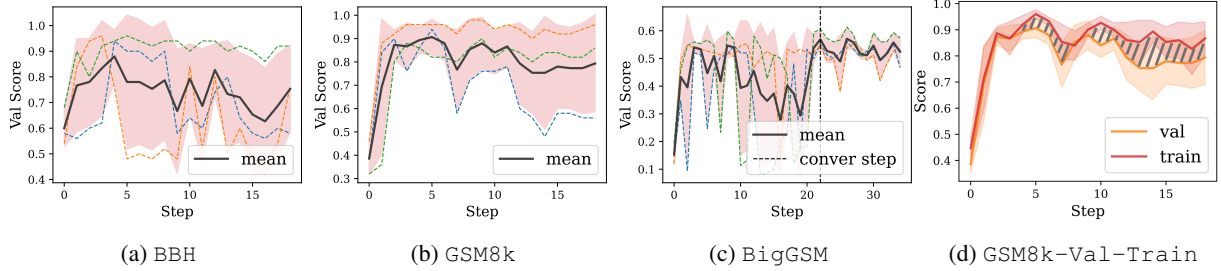 Val Score
1.0
0.9
0.8
0.7
0.6
0.5
0.4
0
5
10
15
Step
mean
(a) BBH
Val Score
1.0
0.9
0.8
0.7
0.6
0.5
0.4
0.3
0
5
10
15
Step
mean
(b) GSM8k
Val Score
0.6
0.5
0.4
0.3
0.2
0.1
0
10
20
30
Step
mean
conver step
(c) BigGSM
Score
1.0
0.9
0.8
0.7
0.6
0.5
0.4
0
5
10
15
Step
val
train
(d) GSM8k-Val-Train